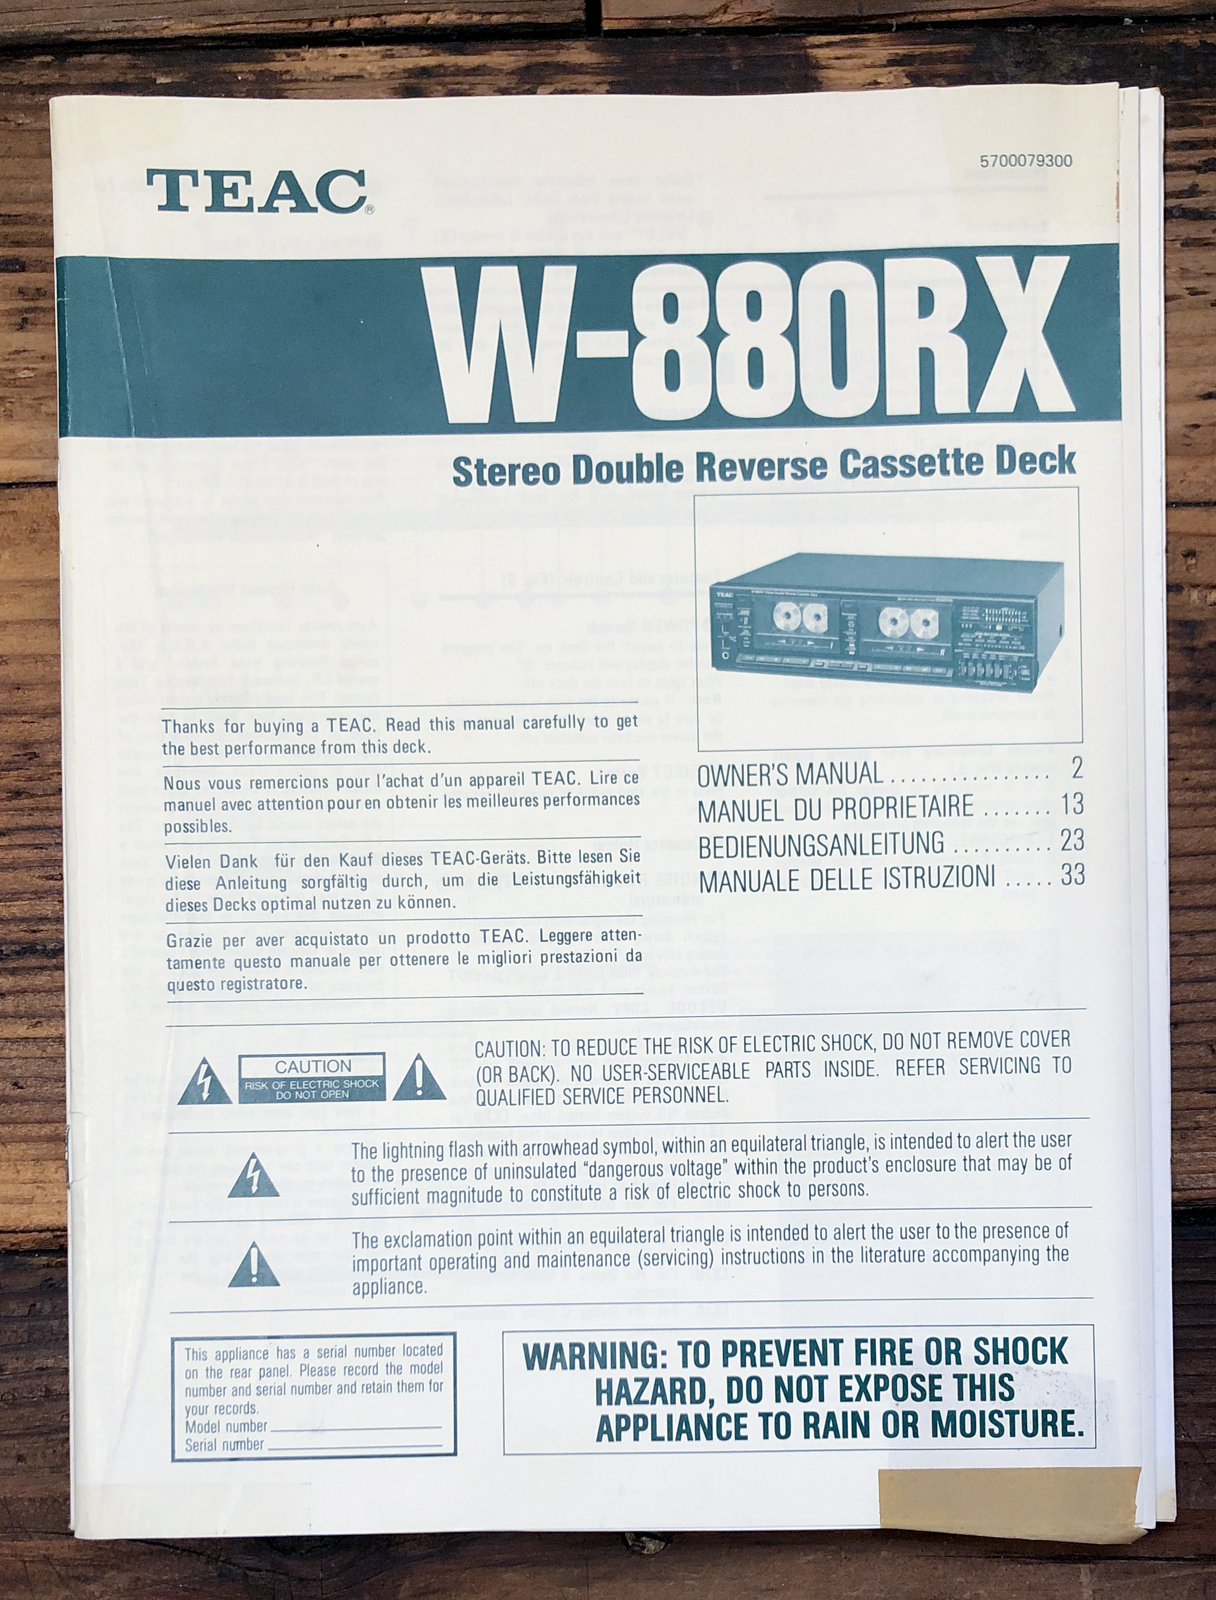 TEAC®
5700079300
W-880RX
Stereo Double Reverse Cassette Deck
TEAC
Thanks for buying a TEAC. Read this manual carefully to get
the best performance from this deck.
Nous vous remercions pour l'achat d'un appareil TEAC. Lire ce
manuel avec attention pour en obtenir les meilleures performances
possibles.
Vielen Dank für den Kauf dieses TEAC-Geräts. Bitte lesen Sie
diese Anleitung sorgfältig durch, um die Leistungsfähigkeit
dieses Decks optimal nutzen zu können.
Grazie per aver acquistato un prodotto TEAC. Leggere atten-
tamente questo manuale per ottenere le migliori prestazioni da
questo registratore.
OWNER'S MANUAL ................ 2
MANUEL DU PROPRIETAIRE ....... 13
BEDIENUNGSANLEITUNG .......... 23
MANUALE DELLE ISTRUZIONI ..... 33
CAUTION
RISK OF ELECTRIC SHOCK
DO NOT OPEN
CAUTION: TO REDUCE THE RISK OF ELECTRIC SHOCK, DO NOT REMOVE COVER
(OR BACK). NO USER-SERVICEABLE PARTS INSIDE. REFER SERVICING TO
QUALIFIED SERVICE PERSONNEL.
The lightning flash with arrowhead symbol, within an equilateral triangle, is intended to alert the user
to the presence of uninsulated “dangerous voltage” within the product's enclosure that may be of
sufficient magnitude to constitute a risk of electric shock to persons.
The exclamation point within an equilateral triangle is intended to alert the user to the presence of
important operating and maintenance (servicing) instructions in the literature accompanying the
appliance.
This appliance has a serial number located
on the rear panel. Please record the model
number and serial number and retain them for
your records.
Model number
Serial number
WARNING: TO PREVENT FIRE OR SHOCK
HAZARD, DO NOT EXPOSE THIS
APPLIANCE TO RAIN OR MOISTURE.